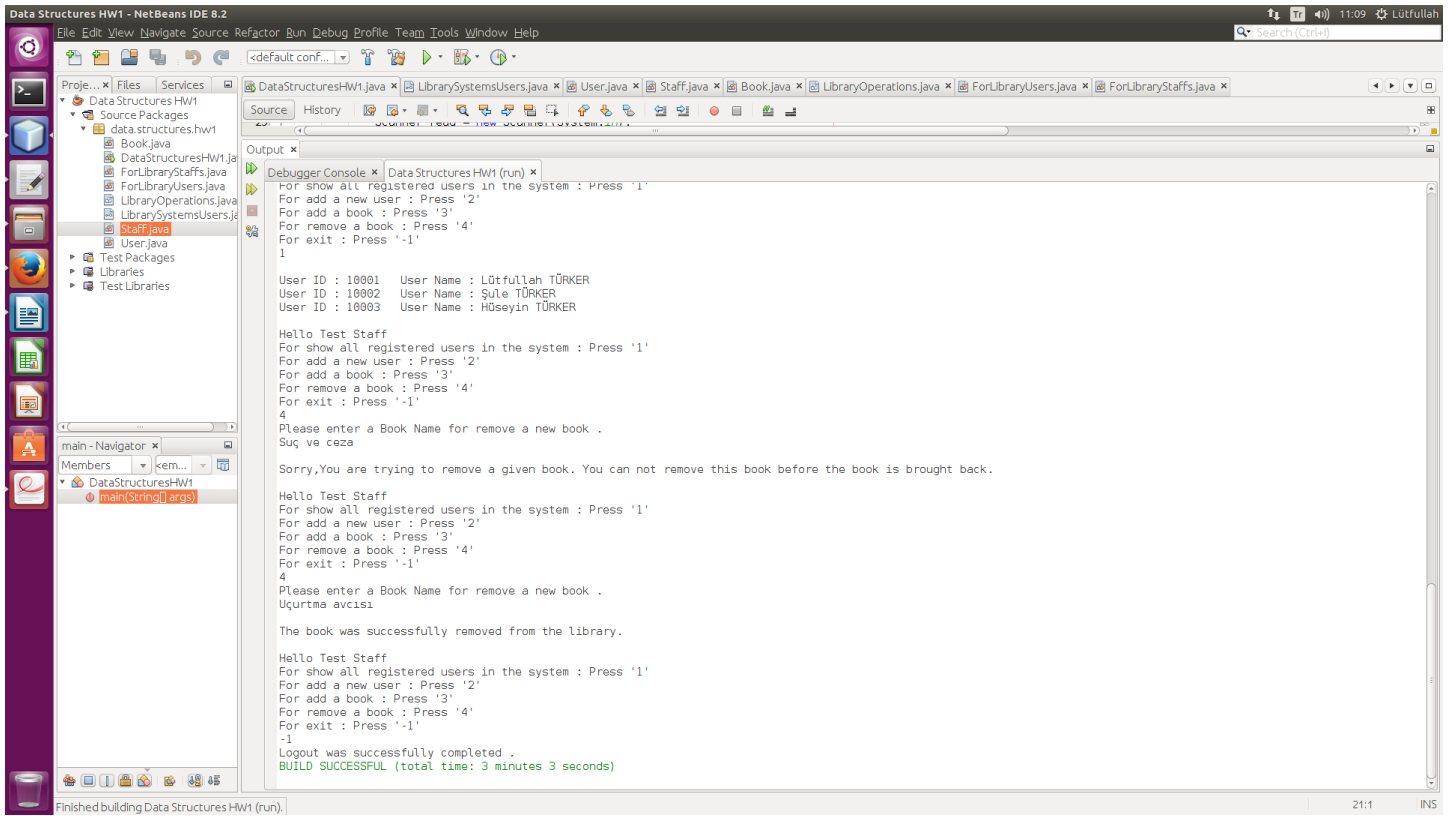 Data Structures HW1 - NetBeans IDE 8.2
Tr 11:09 Lütfullah
File Edit View Navigate Source Refactor Run Debug Profile Team Tools Window Help
Search (Ctrl+I)
<default conf...
Proje... × Files Services
DataStructuresHW1.java × LibrarySystemsUsers.java × User.java × Staff.java × Book.java × LibraryOperations.java × ForLibraryUsers.java × ForLibraryStaffs.java ×
Source History
Scanner read = new Scanner(System.in);
Data Structures HW1
Source Packages
data.structures.hw1
Book.java
DataStructuresHW1.ja
ForLibraryStaffs.java
ForLibraryUsers.java
LibraryOperations.java
LibrarySystemsUsers.ja
Staff.java
User.java
Test Packages
Libraries
Test Libraries
main - Navigator ×
Members <em...
DataStructuresHW1
main(String[] args)
Output ×
Debugger Console × Data Structures HW1 (run) ×
For show all registered users in the system : Press '1'
For add a new user : Press '2'
For add a book : Press '3'
For remove a book : Press '4'
For exit : Press '-1'
1
User ID : 10001 User Name : Lütfullah TÜRKER
User ID : 10002 User Name : Şule TÜRKER
User ID : 10003 User Name : Hüseyin TÜRKER
Hello Test Staff
For show all registered users in the system : Press '1'
For add a new user : Press '2'
For add a book : Press '3'
For remove a book : Press '4'
For exit : Press '-1'
4
Please enter a Book Name for remove a new book .
Suç ve ceza
Sorry,You are trying to remove a given book. You can not remove this book before the book is brought back.
Hello Test Staff
For show all registered users in the system : Press '1'
For add a new user : Press '2'
For add a book : Press '3'
For remove a book : Press '4'
For exit : Press '-1'
4
Please enter a Book Name for remove a new book .
Uçurtma avcısı
The book was successfully removed from the library.
Hello Test Staff
For show all registered users in the system : Press '1'
For add a new user : Press '2'
For add a book : Press '3'
For remove a book : Press '4'
For exit : Press '-1'
-1
Logout was successfully completed .
BUILD SUCCESSFUL (total time: 3 minutes 3 seconds)
Finished building Data Structures HW1 (run).
21:1 INS